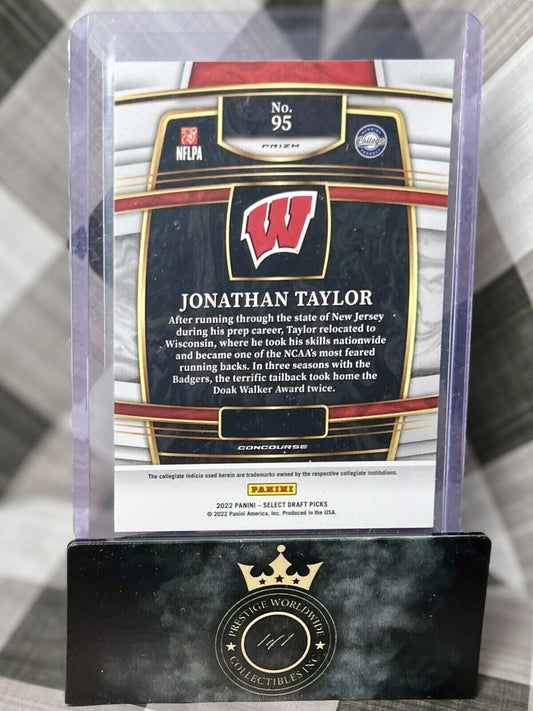 No.
95
PRIZM
NFLPA
GENUINE
College
PRODUCT
W
JONATHAN TAYLOR
After running through the state of New Jersey
during his prep career, Taylor relocated to
Wisconsin, where he took his skills nationwide
and became one of the NCAA's most feared
running backs. In three seasons with the
Badgers, the terrific tailback took home the
Doak Walker Award twice.
CONCOURSE
The collegiate indicia used herein are trademarks owned by the respective collegiate institutions.
PANINI
2022 PANINI – SELECT DRAFT PICKS
© 2022 Panini America, Inc. Produced in the USA.
PRESTIGE WORLDWIDE
1of1
COLLECTIBLES INC